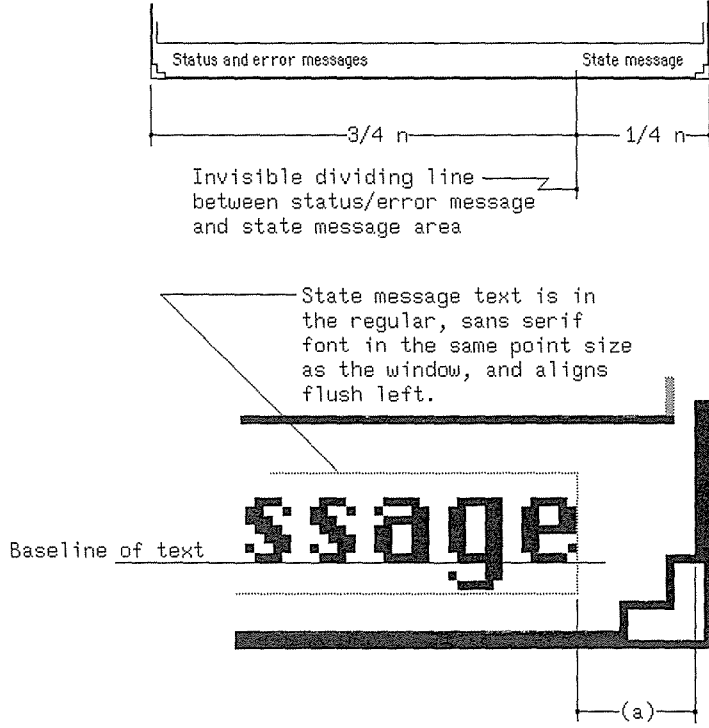 Status and error messages State message
3/4 n 1/4 n
Invisible dividing line
between status/error message
and state message area
State message text is in
the regular, sans serif
font in the same point size
as the window, and aligns
flush left.
ssage
Baseline of text
(a)